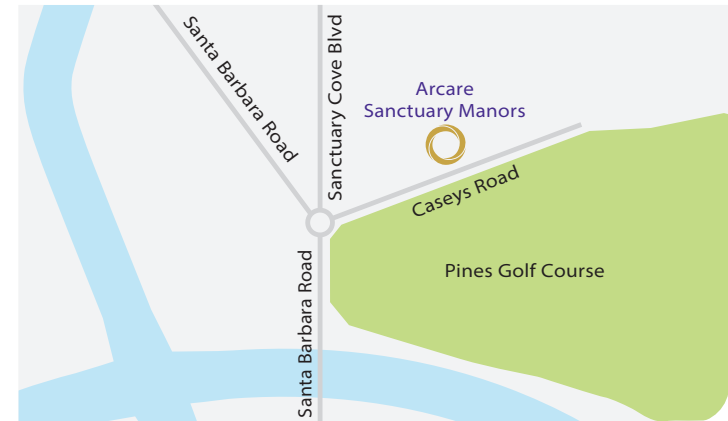 Santa Barbara Road
Sanctuary Cove Blvd
Arcare
Sanctuary Manors
Caseys Road
Pines Golf Course
Santa Barbara Road